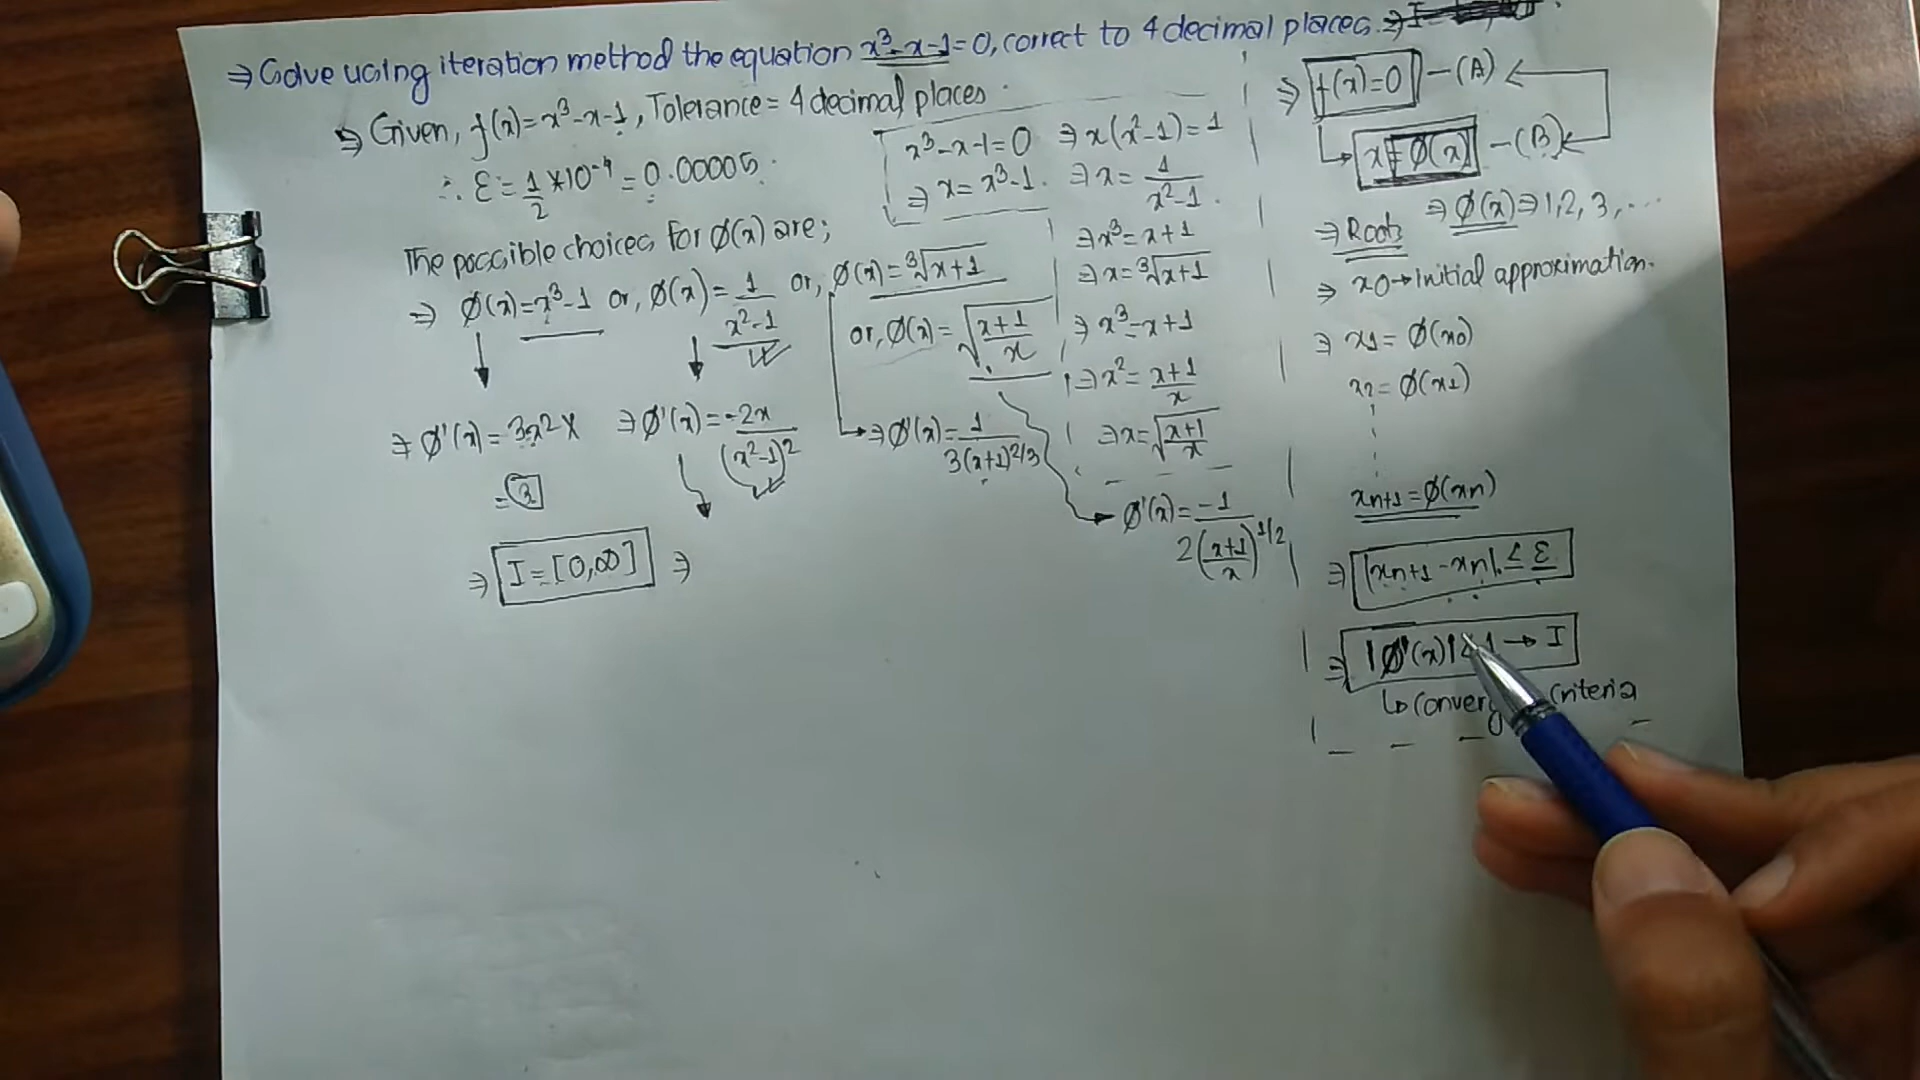 ⇒ Solve using iteration method the equation x³-x-1=0, correct to 4 decimal places. ⇒ I
⇒ Given, f(x)=x³-x-1, Tolerance= 4 decimal places
∴ ε = 1/2 *10⁻⁴ = 0.00005
The possible choices for ø(x) are;
⇒ ø(x)=x³-1 or, ø(x)= 1/(x²-1) or, ø(x)=∛(x+1)
or, ø(x)= √((x+1)/x)
⇒ ø'(x)= 3x² X
=3
⇒ ø'(x)= -2x/(x²-1)²
⇒ ø'(x)= 1/(3(x+1)^(2/3))
ø'(x)= -1/(2((x+1)/x)^(1/2))
⇒ I=[0,∞] ⇒
x³-x-1=0
⇒ x=x³-1.
⇒ x(x²-1)=1
⇒ x= 1/(x²-1).
⇒ x³= x+1
⇒ x= ∛(x+1)
⇒ x³=x+1
⇒ x²= (x+1)/x
⇒ x=√((x+1)/x)
⇒ f(x)=0 -(A)
x=ø(x) -(B)
⇒ Roots ⇒ ø(x) ⇒ 1,2,3,...
⇒ x0→Initial approximation.
⇒ x1= ø(x0)
x2= ø(x1)
xn+1=ø(xn)
⇒ |xn+1-xn| ≤ ε
⇒ |ø'(x)|<1 → I
criteria